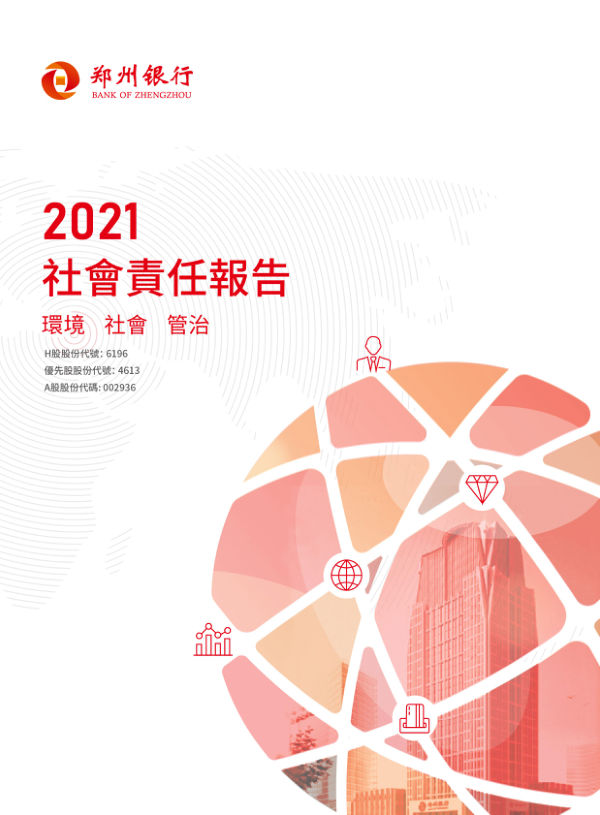 郑州银行
BANK OF ZHENGZHOU
2021
社會責任報告
環境 社會 管治
H股股份代號：6196
優先股股份代號：4613
A股股份代碼：002936